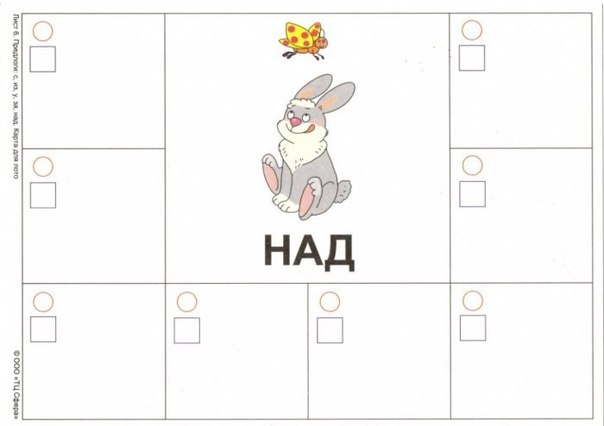 НАД
Лист 6. Предлоги: с, из, у, за, над. Карта для лото
© ООО «ТЦ Сфера»